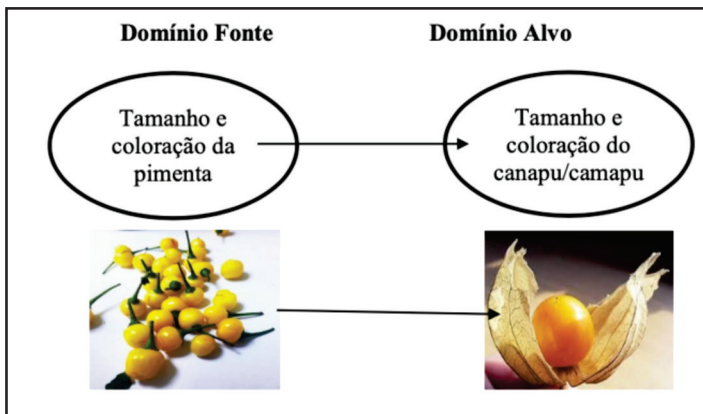 Domínio Fonte
Domínio Alvo
Tamanho e
coloração da
pimenta
Tamanho e
coloração do
canapu/camapu